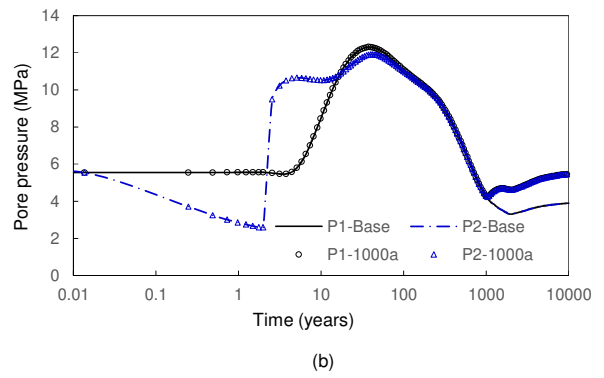 14
12
10
8
6
4
2
0
Pore pressure (MPa)
P1-Base P2-Base
P1-1000a P2-1000a
0.01 0.1 1 10 100 1000 10000
Time (years)
(b)